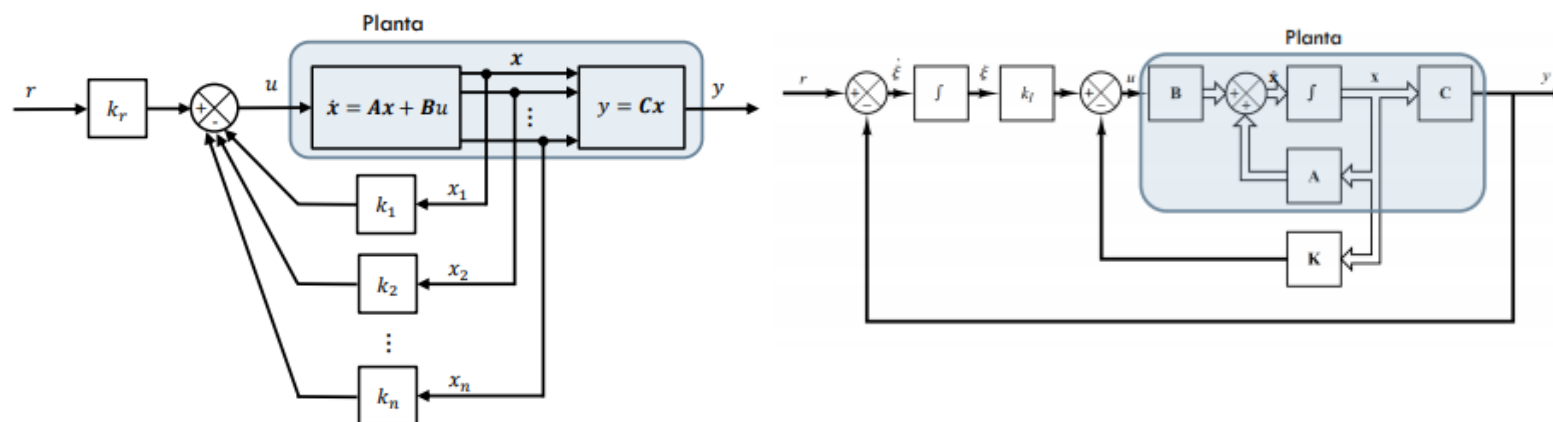 Planta
r
k_r
+
-
u
ẋ = Ax + Bu
x
⋮
y = Cx
y
k_1
x_1
k_2
x_2
⋮
k_n
x_n
Planta
r
+
−
ξ̇
∫
ξ
k_I
+
−
u
B
+
+
ẋ
∫
x
C
y
A
K